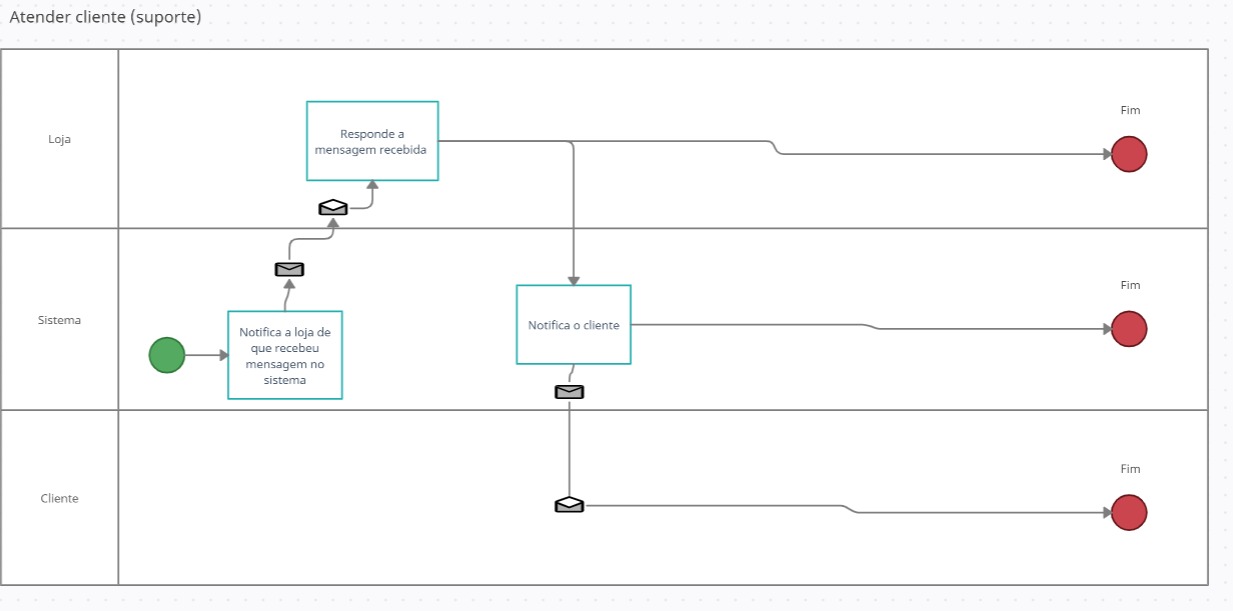 Atender cliente (suporte)
Loja
Responde a
mensagem recebida
Fim
Sistema
Notifica a loja de
que recebeu
mensagem no
sistema
Notifica o cliente
Fim
Cliente
Fim